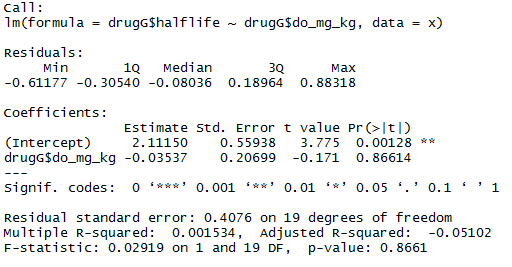 Call:
lm(formula = drugG$halflife ~ drugG$do_mg_kg, data = x)
Residuals:
Min 1Q Median 3Q Max
-0.61177 -0.30540 -0.08036 0.18964 0.88318
Coefficients:
Estimate Std. Error t value Pr(>|t|)
(Intercept) 2.11150 0.55938 3.775 0.00128 **
drugG$do_mg_kg -0.03537 0.20699 -0.171 0.86614
---
Signif. codes: 0 ‘***’ 0.001 ‘**’ 0.01 ‘*’ 0.05 ‘.’ 0.1 ‘ ’ 1
Residual standard error: 0.4076 on 19 degrees of freedom
Multiple R-squared: 0.001534, Adjusted R-squared: -0.05102
F-statistic: 0.02919 on 1 and 19 DF, p-value: 0.8661